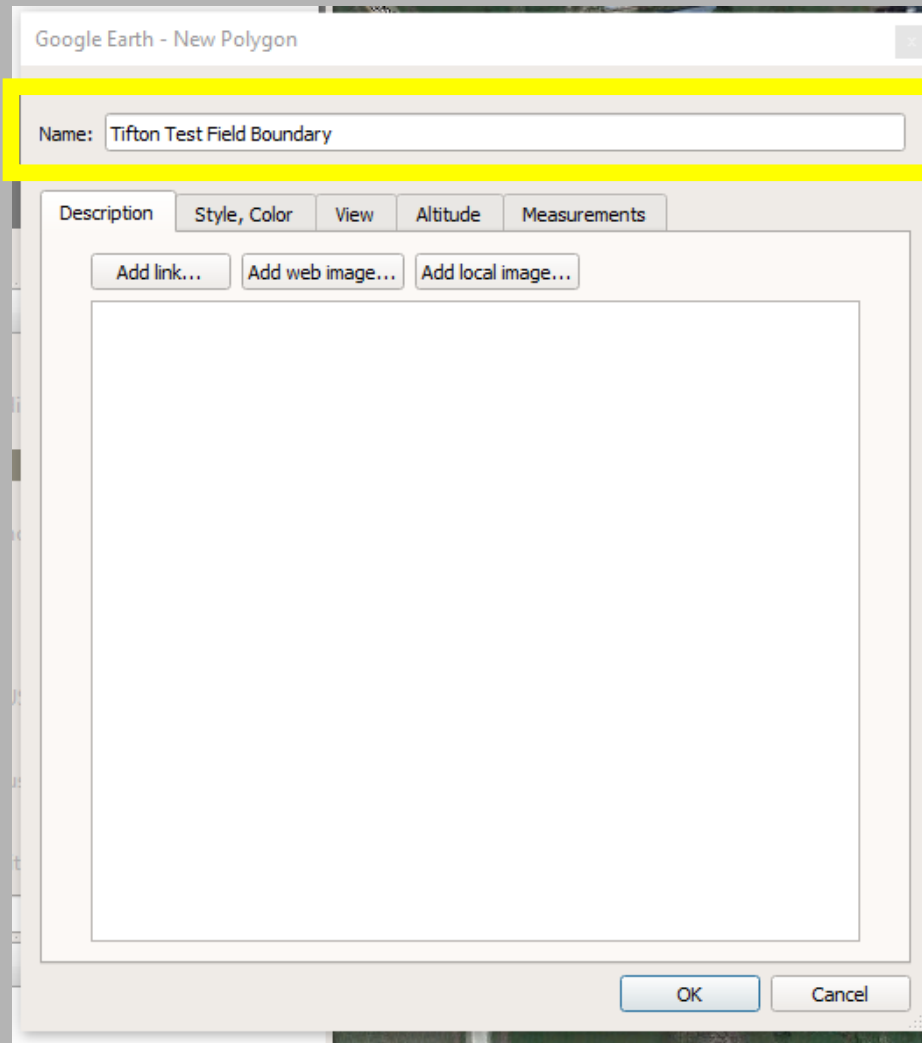 Google Earth - New Polygon
x
Name: Tifton Test Field Boundary
Description Style, Color View Altitude Measurements
Add link... Add web image... Add local image...
OK Cancel